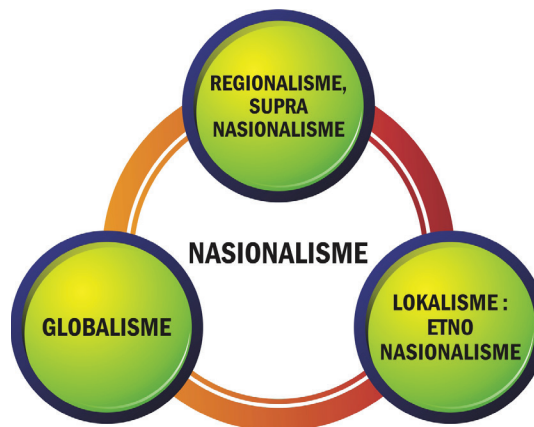 REGIONALISME,
SUPRA
NASIONALISME
NASIONALISME
GLOBALISME
LOKALISME :
ETNO
NASIONALISME